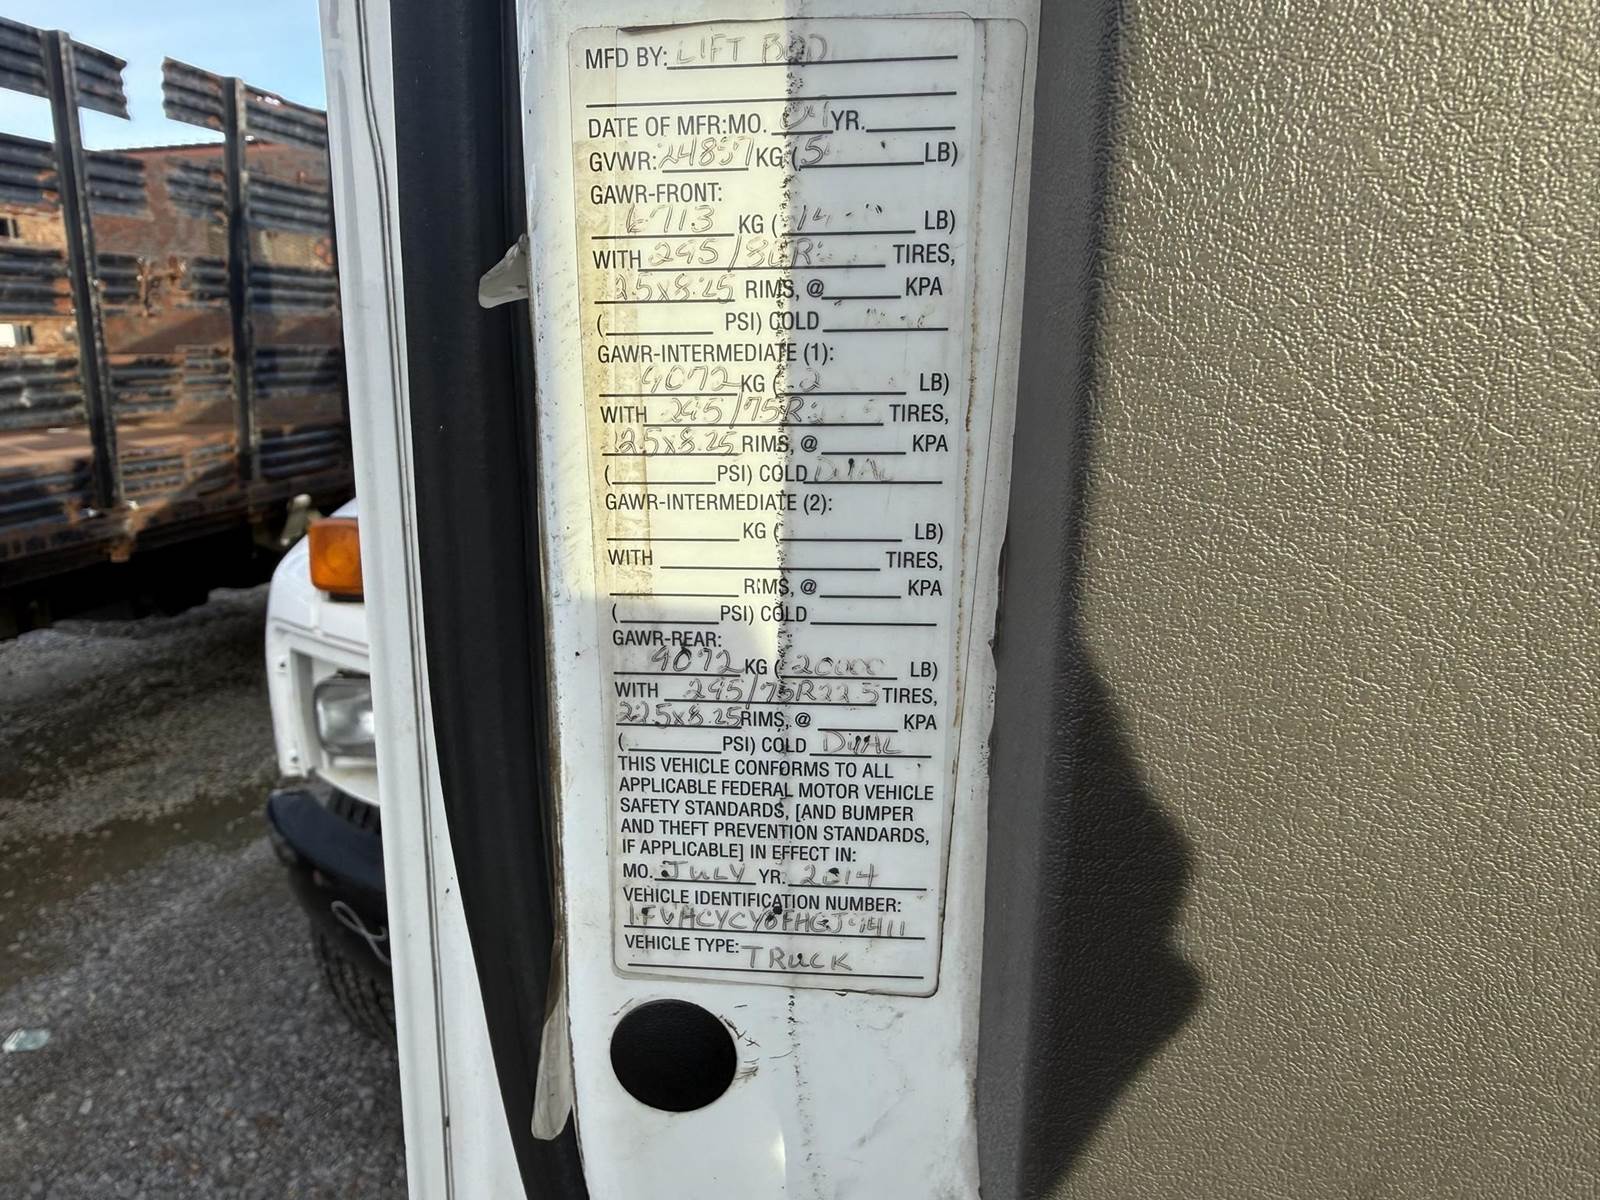 MFD BY: LIFT
DATE OF MFR:MO. YR.
GVWR: 24857 KG ( LB)
GAWR-FRONT:
6713 KG ( LB)
WITH 295/80R TIRES,
RIMS, @ KPA
( PSI) COLD
GAWR-INTERMEDIATE (1):
9072 KG ( LB)
WITH 295/75R TIRES,
RIMS, @ KPA
( PSI) COLD DUAL
GAWR-INTERMEDIATE (2):
KG ( LB)
WITH TIRES,
RIMS, @ KPA
( PSI) COLD
GAWR-REAR:
9072 KG (20000 LB)
WITH 295/75R22.5 TIRES,
22.5x8.25 RIMS, @ KPA
( PSI) COLD DUAL
THIS VEHICLE CONFORMS TO ALL
APPLICABLE FEDERAL MOTOR VEHICLE
SAFETY STANDARDS, [AND BUMPER
AND THEFT PREVENTION STANDARDS,
IF APPLICABLE] IN EFFECT IN:
MO. JULY YR. 2014
VEHICLE IDENTIFICATION NUMBER:
VEHICLE TYPE: TRUCK